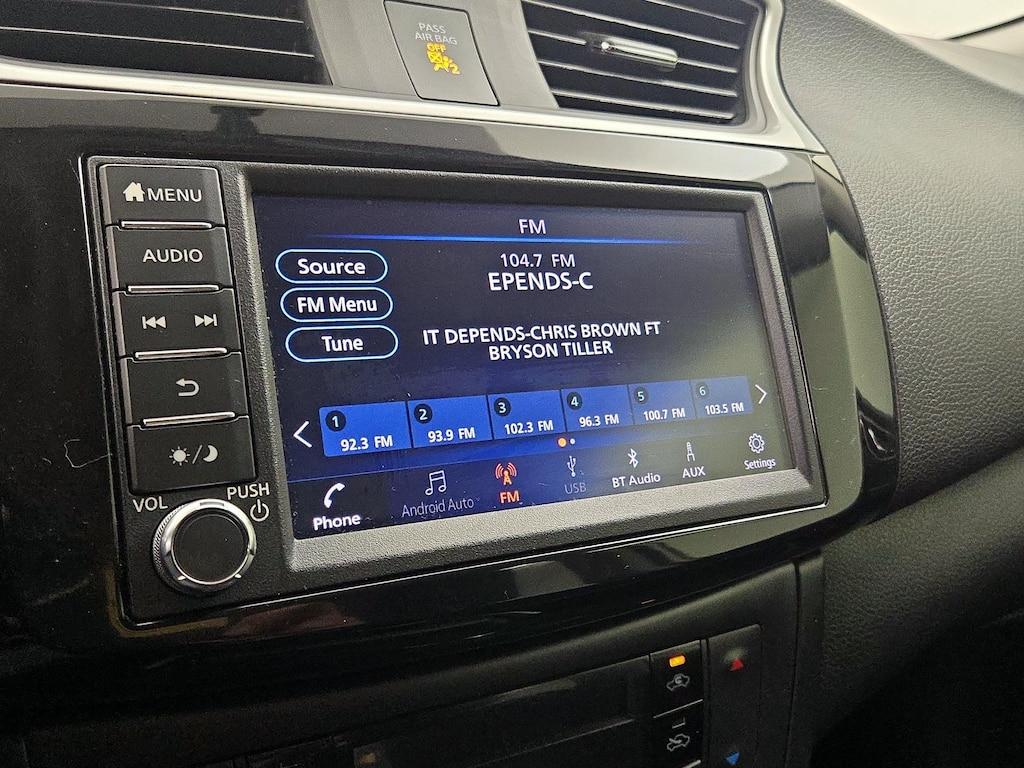 PASS
AIR BAG
OFF
2
MENU
AUDIO
VOL
PUSH
FM
104.7 FM
EPENDS-C
Source
FM Menu
Tune
IT DEPENDS-CHRIS BROWN FT
BRYSON TILLER
1 2 3 4 5 6
92.3 FM 93.9 FM 102.3 FM 96.3 FM 100.7 FM 103.5 FM
Phone Android Auto FM USB BT Audio AUX Settings